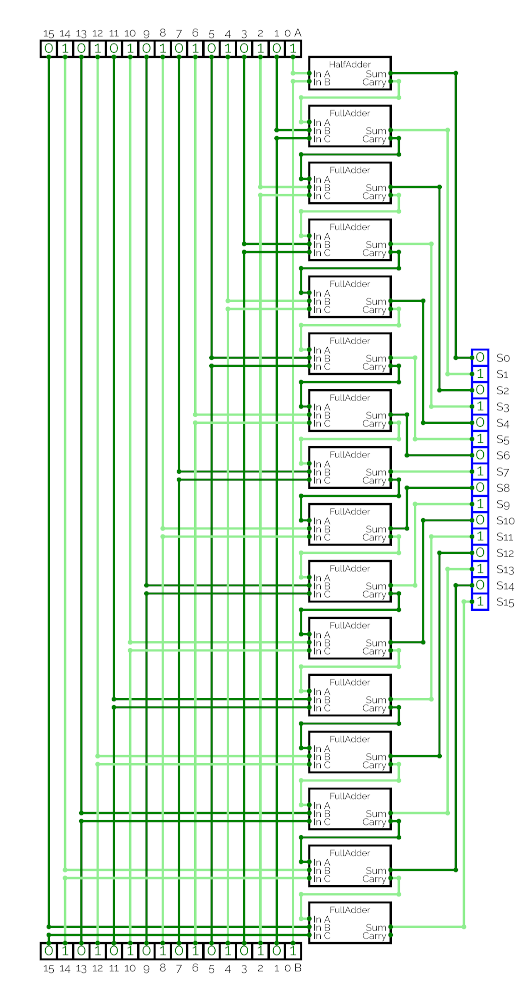 15 14 13 12 11 10 9 8 7 6 5 4 3 2 1 0 A
0 1 0 1 0 1 0 1 0 1 0 1 0 1 0 1
HalfAdder
In A Sum
In B Carry
FullAdder
In A
In B Sum
In C Carry
FullAdder
In A
In B Sum
In C Carry
FullAdder
In A
In B Sum
In C Carry
FullAdder
In A
In B Sum
In C Carry
FullAdder
In A
In B Sum
In C Carry
FullAdder
In A
In B Sum
In C Carry
FullAdder
In A
In B Sum
In C Carry
FullAdder
In A
In B Sum
In C Carry
FullAdder
In A
In B Sum
In C Carry
FullAdder
In A
In B Sum
In C Carry
FullAdder
In A
In B Sum
In C Carry
FullAdder
In A
In B Sum
In C Carry
FullAdder
In A
In B Sum
In C Carry
FullAdder
In A
In B Sum
In C Carry
FullAdder
In A
In B Sum
In C Carry
0 S0
1 S1
0 S2
1 S3
0 S4
1 S5
0 S6
1 S7
0 S8
1 S9
0 S10
1 S11
0 S12
1 S13
0 S14
1 S15
0 1 0 1 0 1 0 1 0 1 0 1 0 1 0 1
15 14 13 12 11 10 9 8 7 6 5 4 3 2 1 0 B